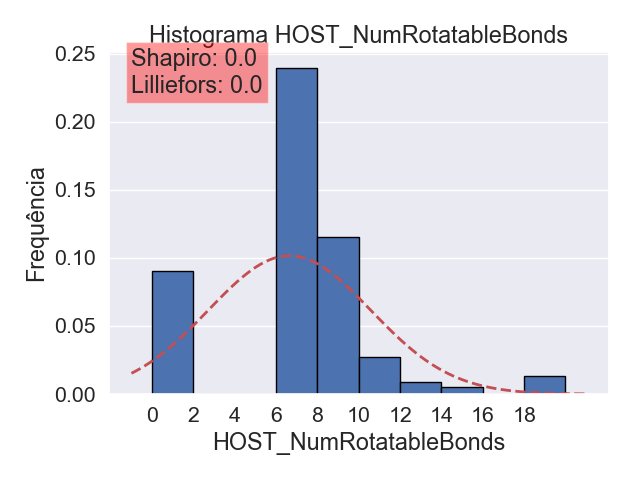 Histograma HOST_NumRotatableBonds
Shapiro: 0.0
Lilliefors: 0.0
Frequência
0.25
0.20
0.15
0.10
0.05
0.00
0 2 4 6 8 10 12 14 16 18
HOST_NumRotatableBonds